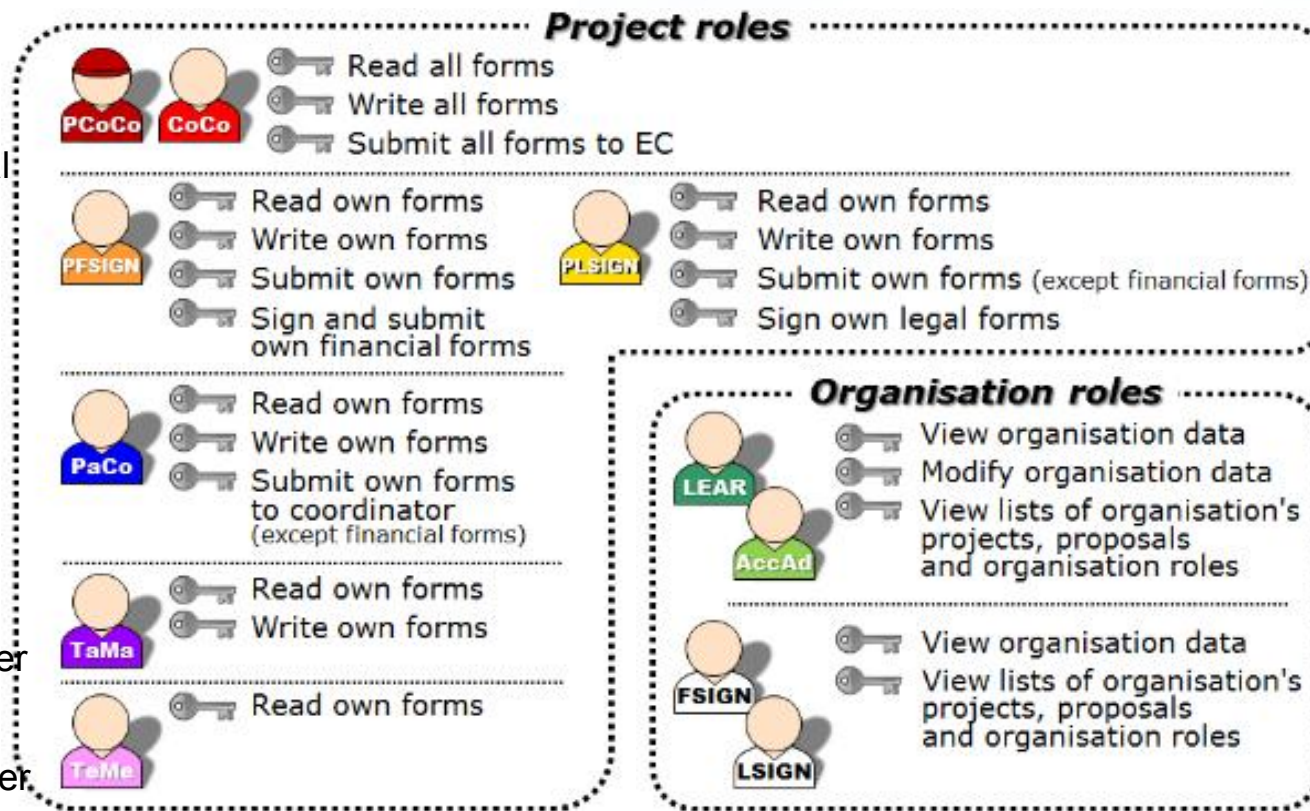 Project roles
PCoCo
CoCo
Read all forms
Write all forms
Submit all forms to EC
al
PFSIGN
Read own forms
Write own forms
Submit own forms
Sign and submit
own financial forms
PLSIGN
Read own forms
Write own forms
Submit own forms (except financial forms)
Sign own legal forms
PaCo
Read own forms
Write own forms
Submit own forms
to coordinator
(except financial forms)
TaMa
er
Read own forms
Write own forms
TeMe
er
Read own forms
Organisation roles
LEAR
AccAd
View organisation data
Modify organisation data
View lists of organisation's
projects, proposals
and organisation roles
FSIGN
LSIGN
View organisation data
View lists of organisation's
projects, proposals
and organisation roles